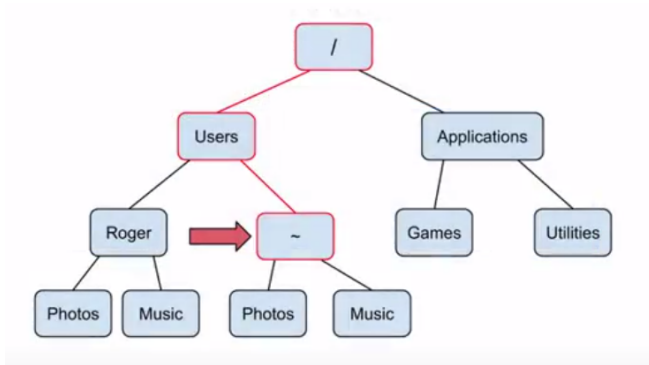 /
Users
Applications
Roger
~
Games
Utilities
Photos
Music
Photos
Music